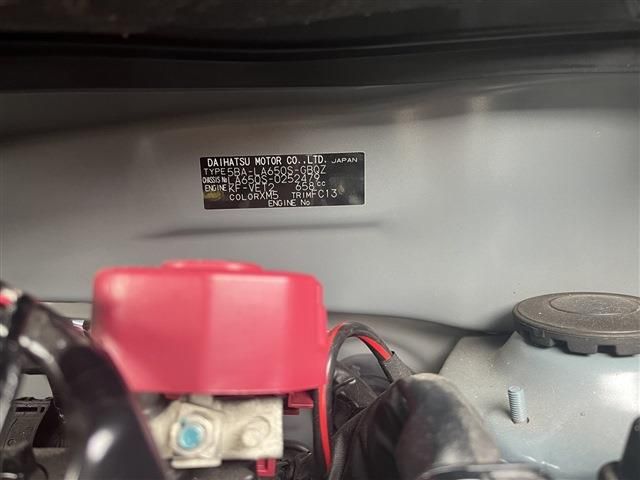 DAIHATSU MOTOR CO.,LTD. JAPAN
TYPE 5BA-LA650S-GBQZ
CHASSIS No LA650S-0252479
ENGINE KF-VET2 658cc
COLOR XM5 TRIM FC13
ENGINE No